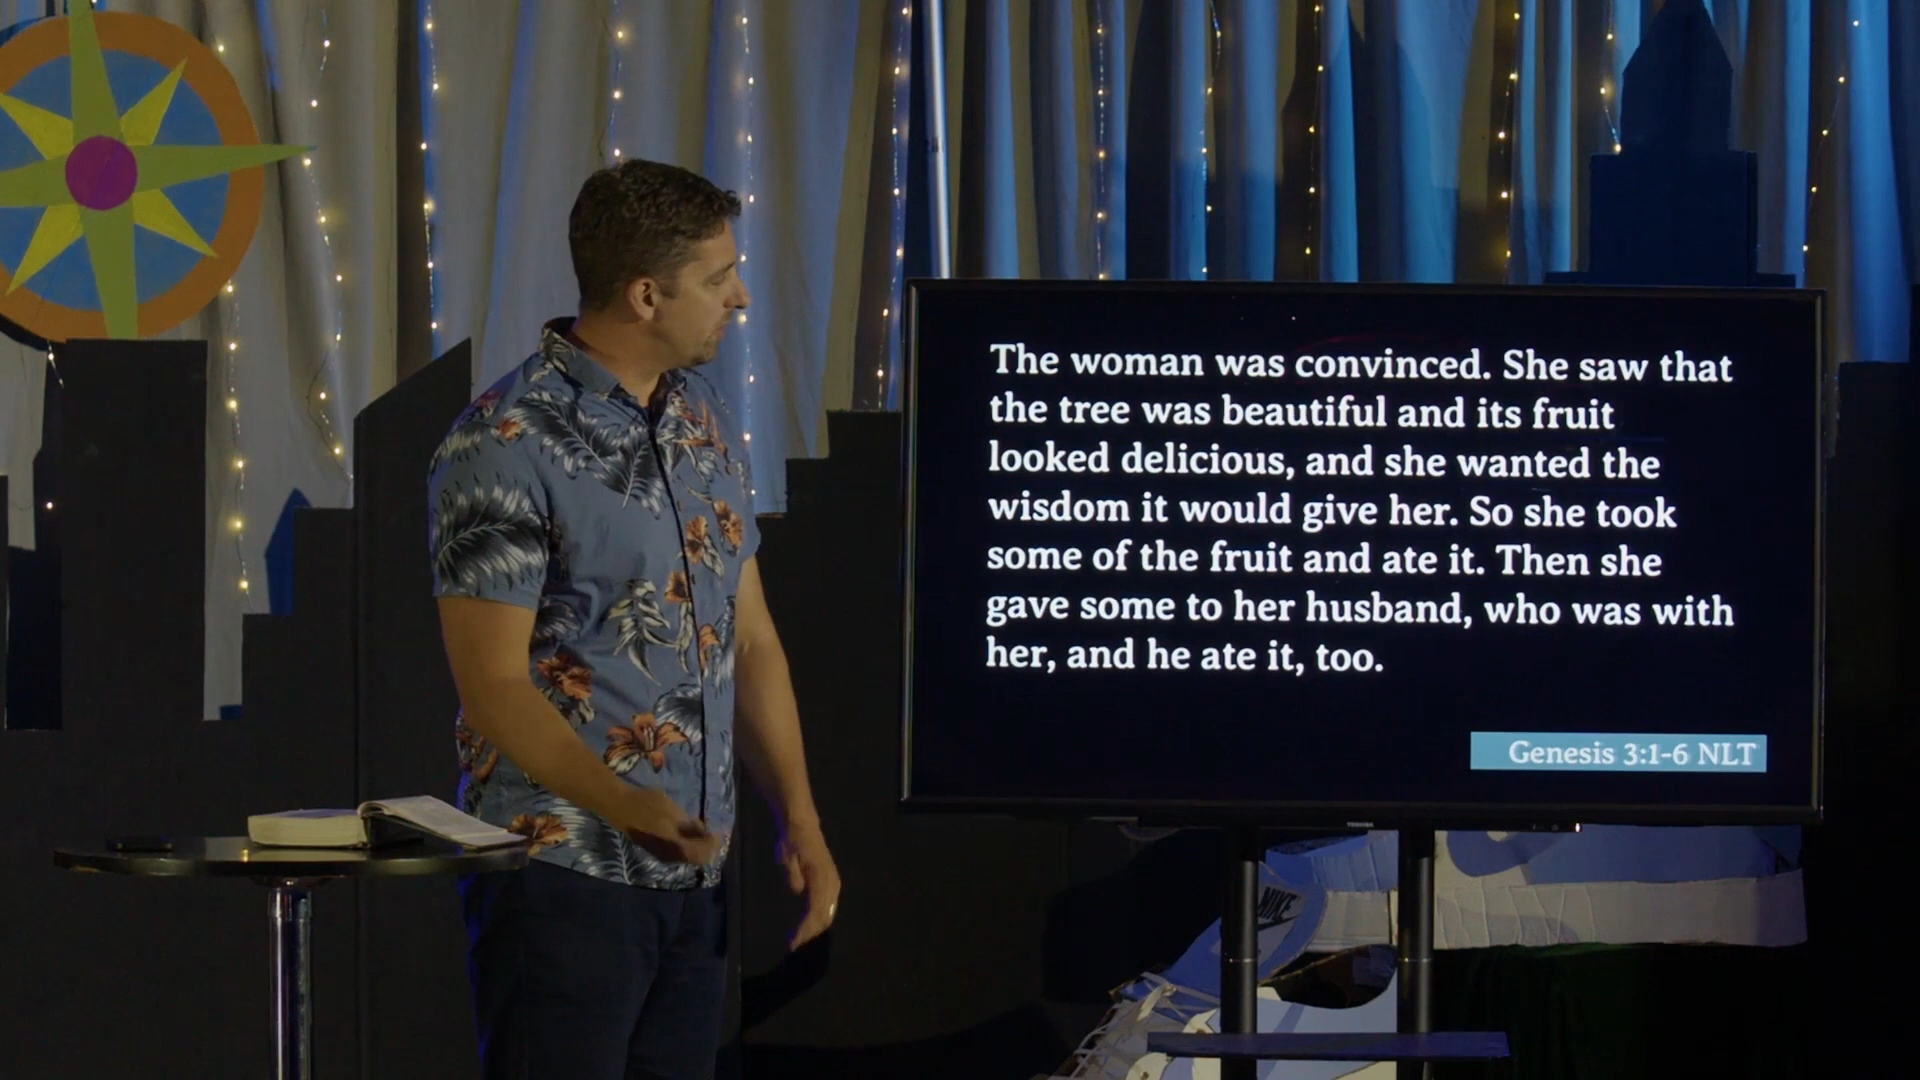 The woman was convinced. She saw that
the tree was beautiful and its fruit
looked delicious, and she wanted the
wisdom it would give her. So she took
some of the fruit and ate it. Then she
gave some to her husband, who was with
her, and he ate it, too.
Genesis 3:1-6 NLT
TOSHIBA
NIKE